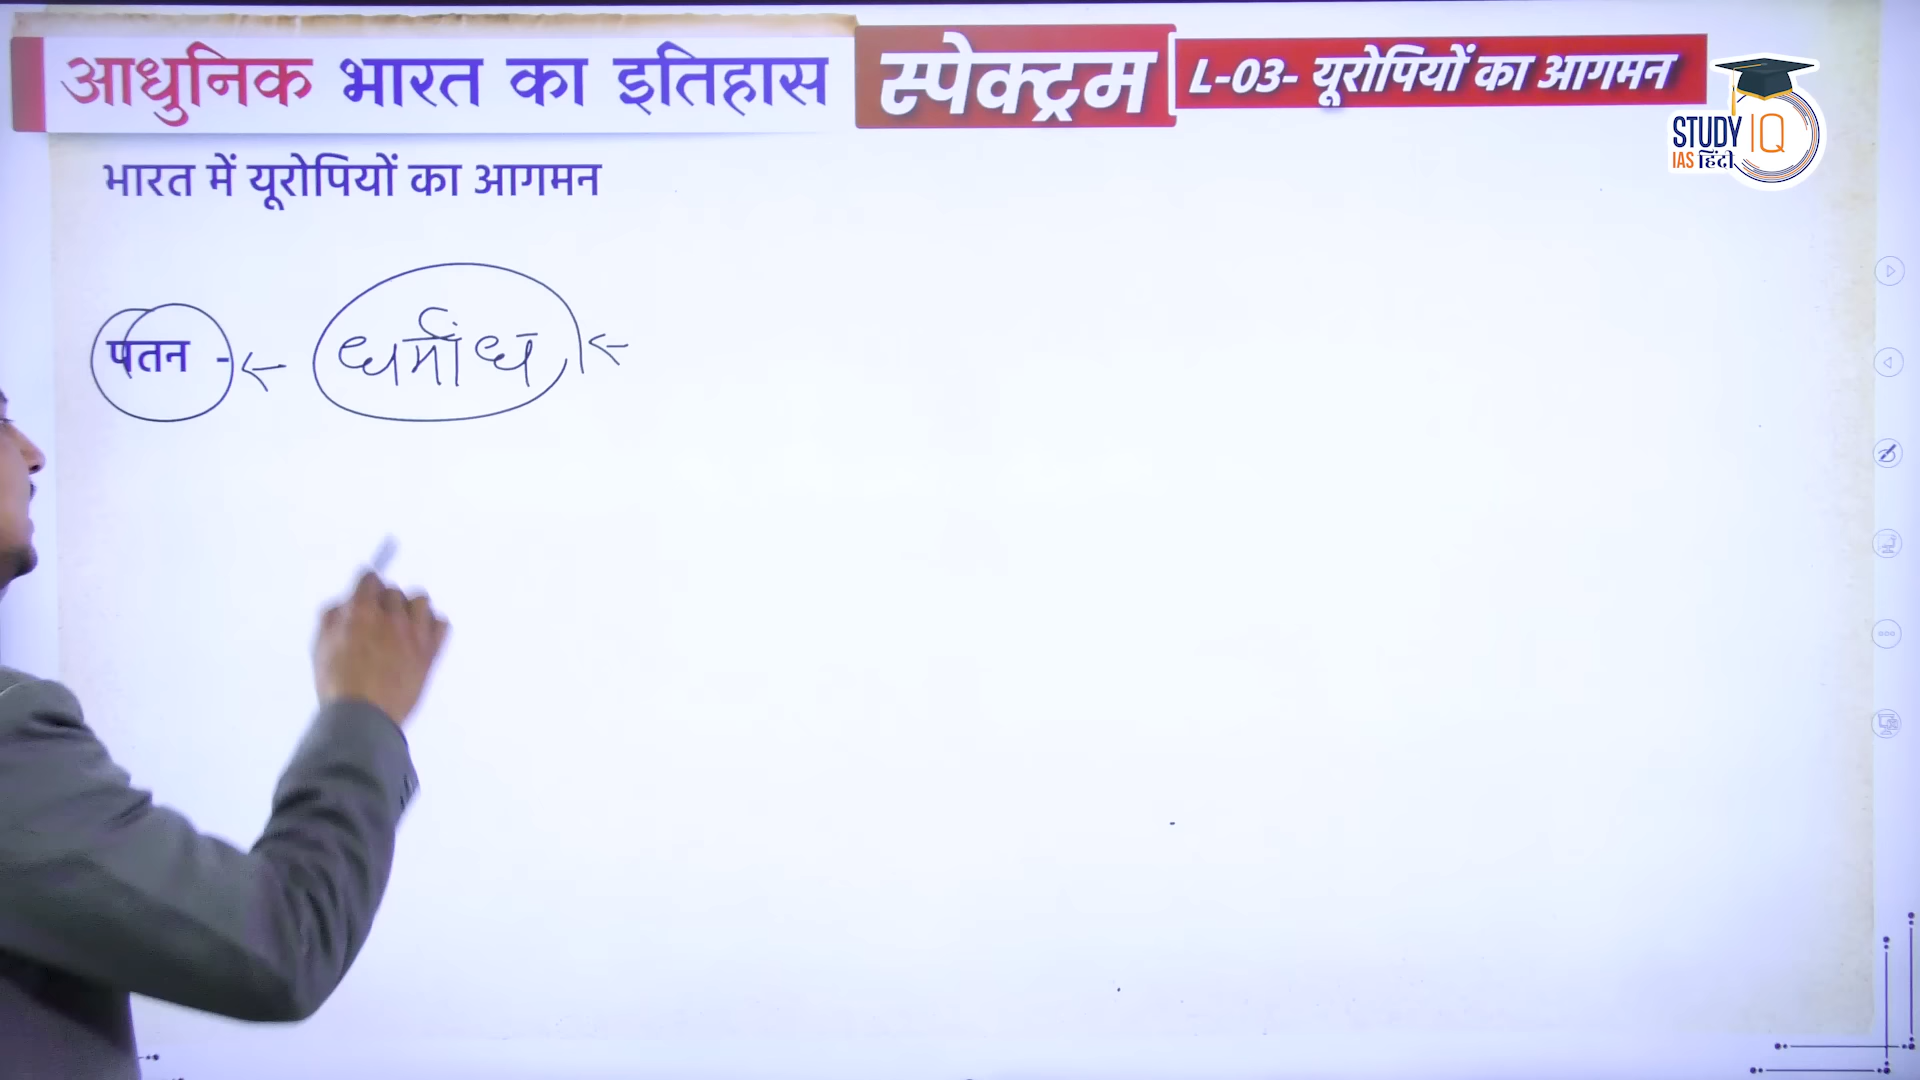 आधुनिक भारत का इतिहास स्पेक्ट्रम L-03- यूरोपियों का आगमन
STUDY IQ
IAS हिंदी
भारत में यूरोपियों का आगमन
पतन - ← धर्मांध ←